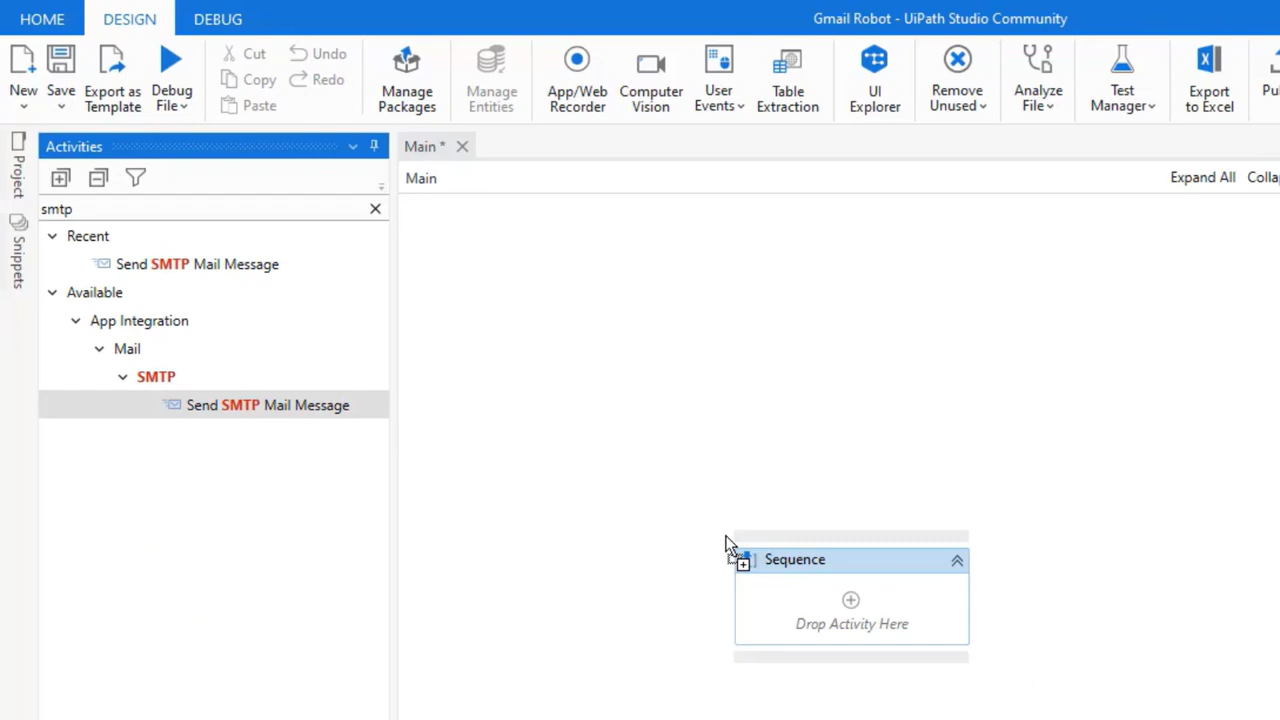 HOME DESIGN DEBUG Gmail Robot - UiPath Studio Community
New Save Export as Template Debug File Cut Copy Paste Undo Redo Manage Packages Manage Entities App/Web Recorder Computer Vision User Events Table Extraction UI Explorer Remove Unused Analyze File Test Manager Export to Excel
Project
Snippets
Activities
smtp
Recent
Send SMTP Mail Message
Available
App Integration
Mail
SMTP
Send SMTP Mail Message
Main *
Main Expand All
Sequence
Drop Activity Here